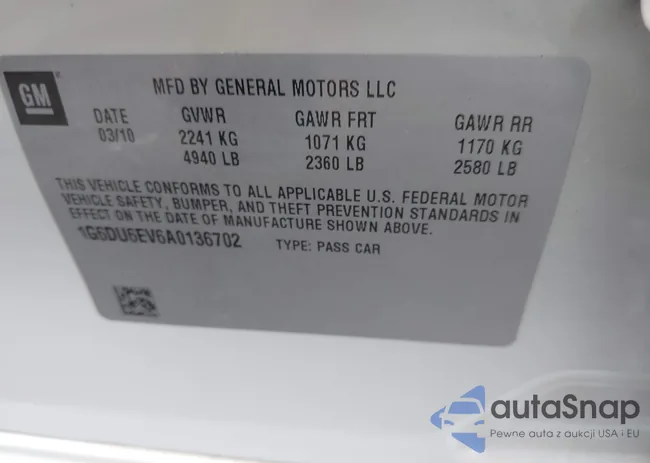 GM
MFD BY GENERAL MOTORS LLC
DATE GVWR GAWR FRT GAWR RR
03/10 2241 KG 1071 KG 1170 KG
4940 LB 2360 LB 2580 LB
THIS VEHICLE CONFORMS TO ALL APPLICABLE U.S. FEDERAL MOTOR
VEHICLE SAFETY, BUMPER, AND THEFT PREVENTION STANDARDS IN
EFFECT ON THE DATE OF MANUFACTURE SHOWN ABOVE.
1G6DU6EV6A0136702 TYPE: PASS CAR
autaSnap
Pewne auta z aukcji USA i EU